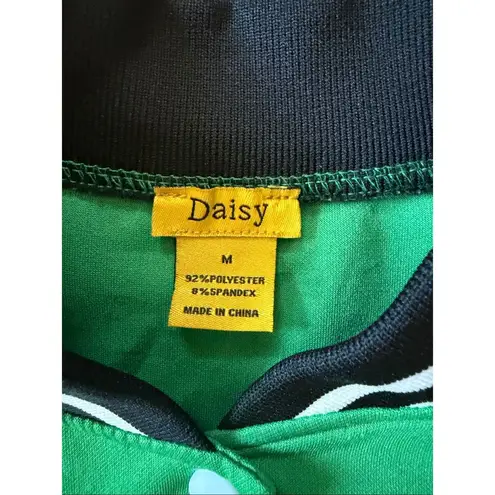 Daisy
M
92%POLYESTER
8%SPANDEX
MADE IN CHINA